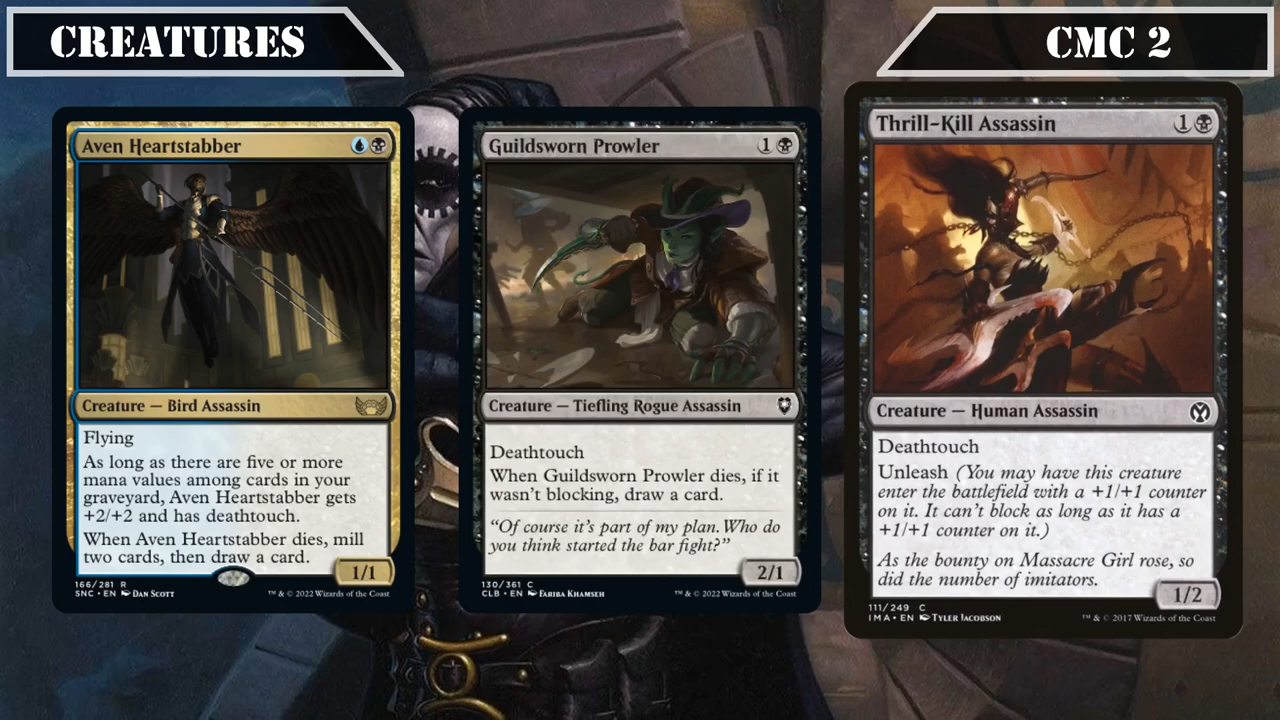 CREATURES
CMC 2
Aven Heartstabber
Creature — Bird Assassin
Flying
As long as there are five or more
mana values among cards in your
graveyard, Aven Heartstabber gets
+2/+2 and has deathtouch.
When Aven Heartstabber dies, mill
two cards, then draw a card.
1/1
166/281 R
SNC • EN DAN SCOTT
™ & © 2022 Wizards of the Coast
Guildsworn Prowler
1
Creature — Tiefling Rogue Assassin
Deathtouch
When Guildsworn Prowler dies, if it
wasn't blocking, draw a card.
"Of course it's part of my plan. Who do
you think started the bar fight?"
2/1
130/361 C
CLB • EN FARIBA KHAMSEH
™ & © 2022 Wizards of the Coast
Thrill-Kill Assassin
1
Creature — Human Assassin
Deathtouch
Unleash (You may have this creature
enter the battlefield with a +1/+1 counter
on it. It can't block as long as it has a
+1/+1 counter on it.)
As the bounty on Massacre Girl rose, so
did the number of imitators.
1/2
111/249 C
IMA • EN TYLER JACOBSON
™ & © 2017 Wizards of the Coast